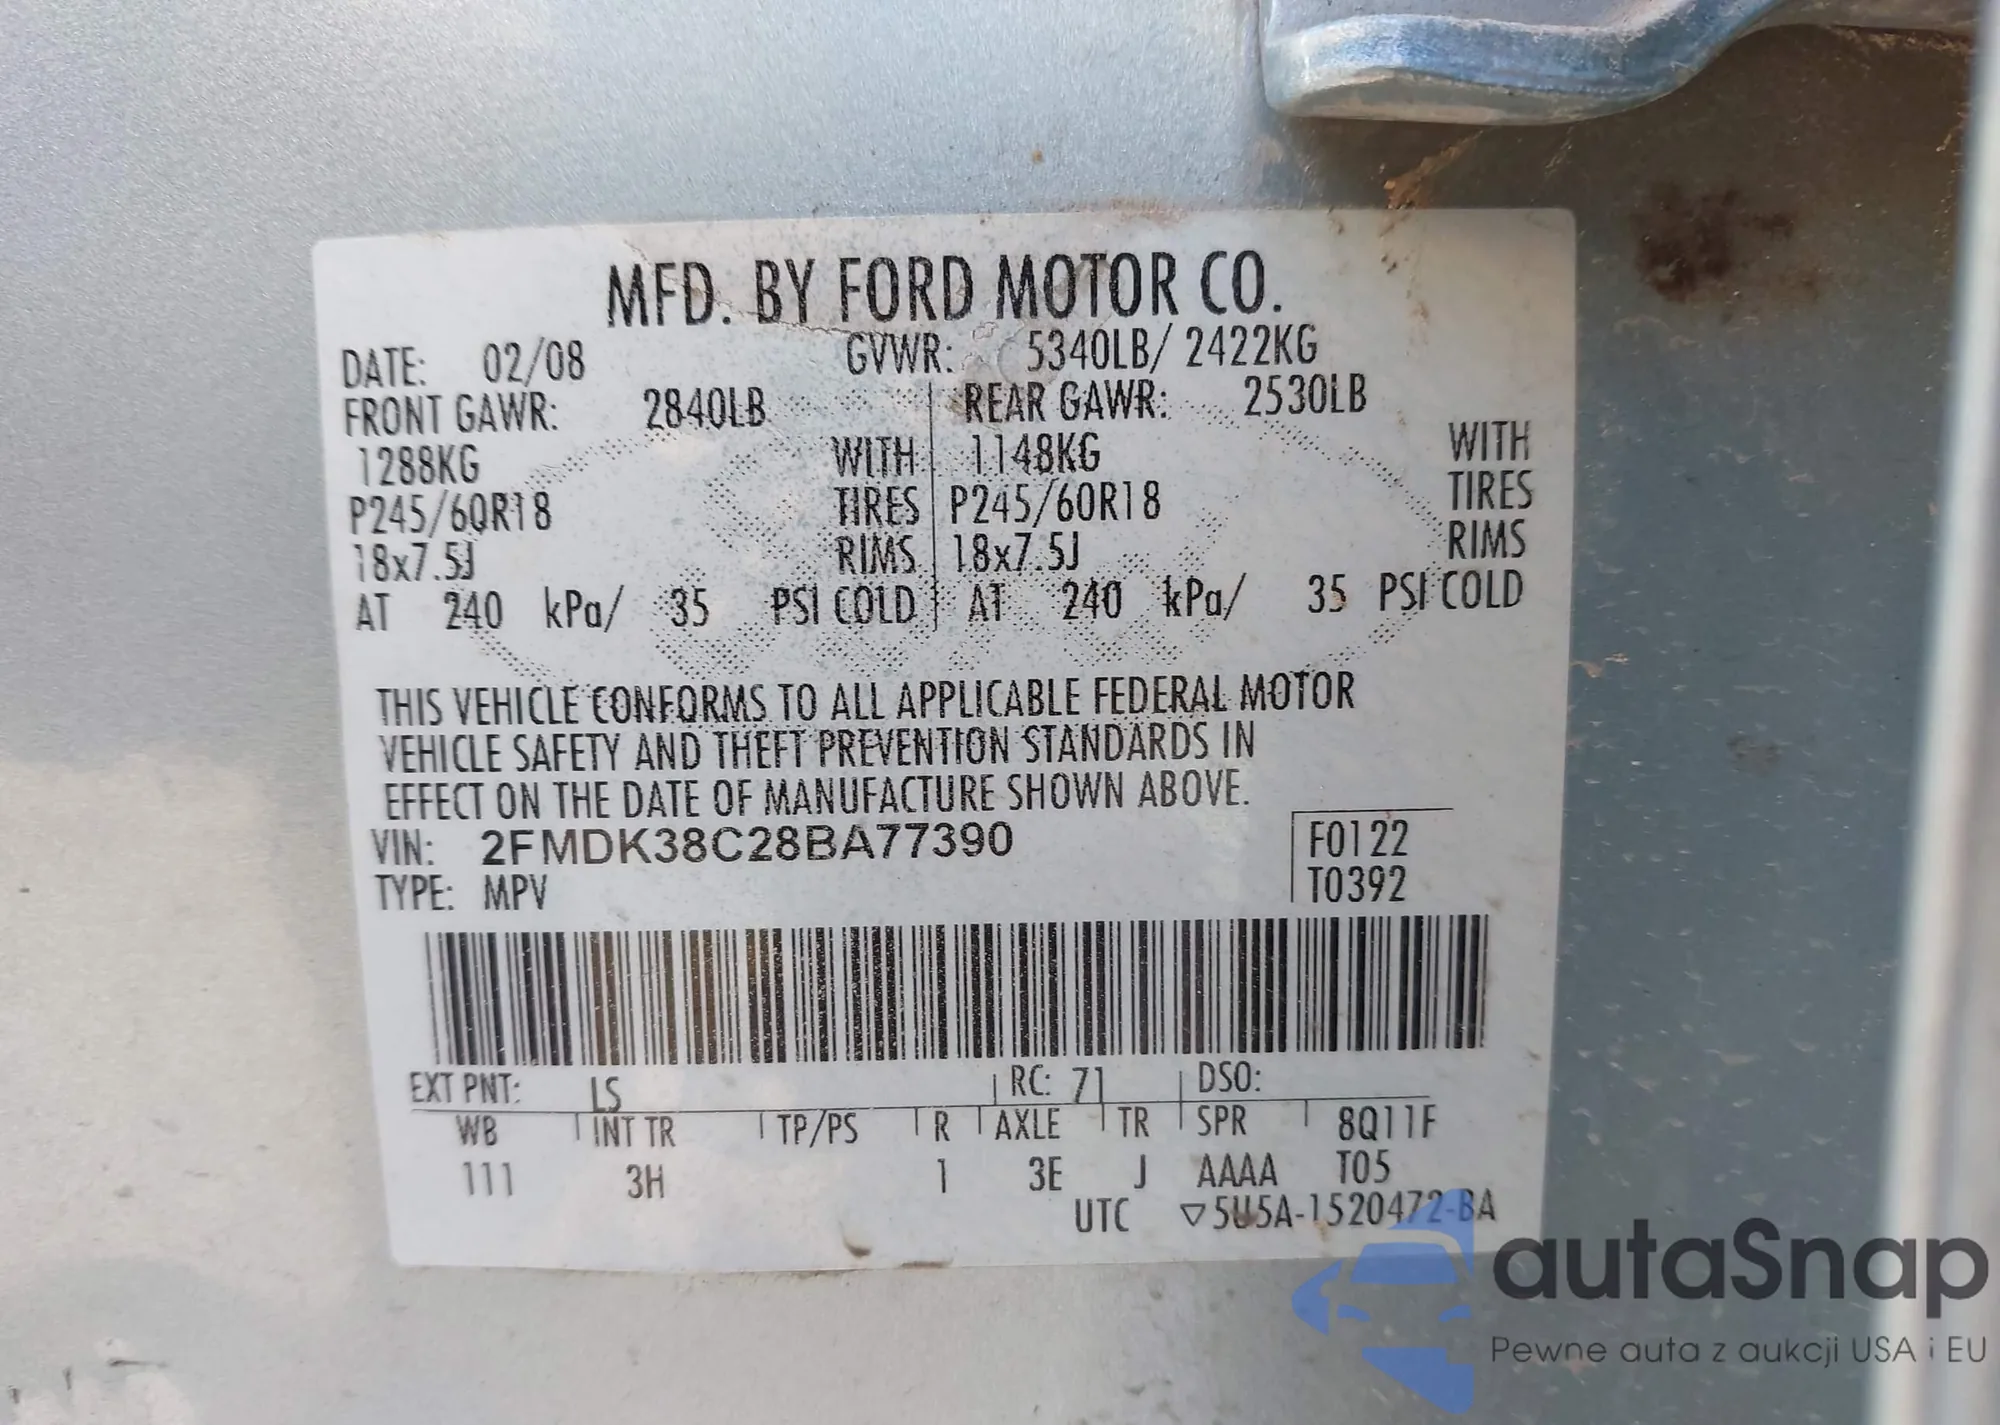 MFD. BY FORD MOTOR CO.
DATE: 02/08 GVWR: 5340LB/ 2422KG
FRONT GAWR: 2840LB REAR GAWR: 2530LB
1288KG WITH 1148KG WITH
P245/60R18 TIRES P245/60R18 TIRES
18x7.5J RIMS 18x7.5J RIMS
AT 240 kPa/ 35 PSI COLD AT 240 kPa/ 35 PSI COLD
THIS VEHICLE CONFORMS TO ALL APPLICABLE FEDERAL MOTOR
VEHICLE SAFETY AND THEFT PREVENTION STANDARDS IN
EFFECT ON THE DATE OF MANUFACTURE SHOWN ABOVE.
VIN: 2FMDK38C28BA77390 F0122
TYPE: MPV T0392
EXT PNT: LS RC: 71 DSO:
WB INT TR TP/PS R AXLE TR SPR 8Q11F
111 3H 1 3E J AAAA T05
UTC ▽5U5A-1520472-BA
autaSnap
Pewne auta z aukcji USA i EU